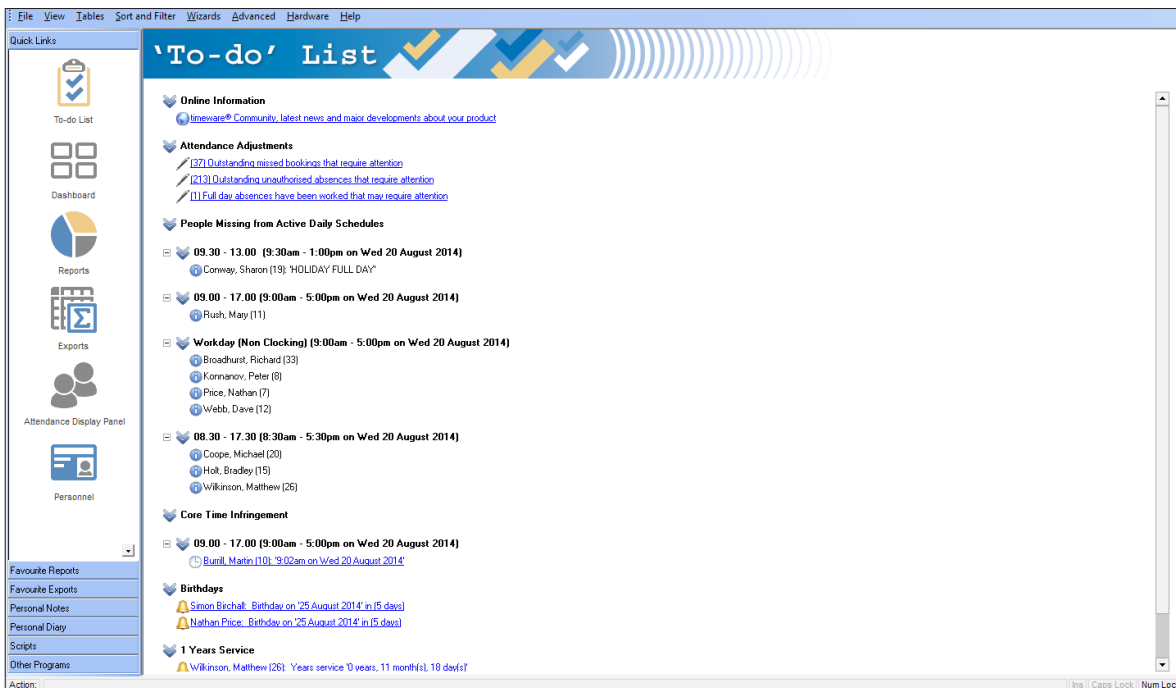 File View Tables Sort and Filter Wizards Advanced Hardware Help
Quick Links
To-do List
Dashboard
Reports
Exports
Attendance Display Panel
Personnel
Favourite Reports
Favourite Exports
Personal Notes
Personal Diary
Scripts
Other Programs
'To-do' List
Online Information
timeware® Community, latest news and major developments about your product
Attendance Adjustments
(37) Outstanding missed bookings that require attention
(213) Outstanding unauthorised absences that require attention
(1) Full day absences have been worked that may require attention
People Missing from Active Daily Schedules
09.30 - 13.00 (9:30am - 1:00pm on Wed 20 August 2014)
Conway, Sharon (19): 'HOLIDAY FULL DAY'
09.00 - 17.00 (9:00am - 5:00pm on Wed 20 August 2014)
Rush, Mary (11)
Workday (Non Clocking) (9:00am - 5:00pm on Wed 20 August 2014)
Broadhurst, Richard (33)
Konnanov, Peter (8)
Price, Nathan (7)
Webb, Dave (12)
08.30 - 17.30 (8:30am - 5:30pm on Wed 20 August 2014)
Coope, Michael (20)
Holt, Bradley (15)
Wilkinson, Matthew (26)
Core Time Infringement
09.00 - 17.00 (9:00am - 5:00pm on Wed 20 August 2014)
Burrill, Martin (10): '9:02am on Wed 20 August 2014'
Birthdays
Simon Birchall: Birthday on '25 August 2014' in (5 days)
Nathan Price: Birthday on '25 August 2014' in (5 days)
1 Years Service
Wilkinson, Matthew (26): Years service '0 years, 11 month(s), 18 day(s)'
Action: Ins Caps Lock Num Loc